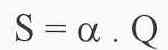 S = α . Q